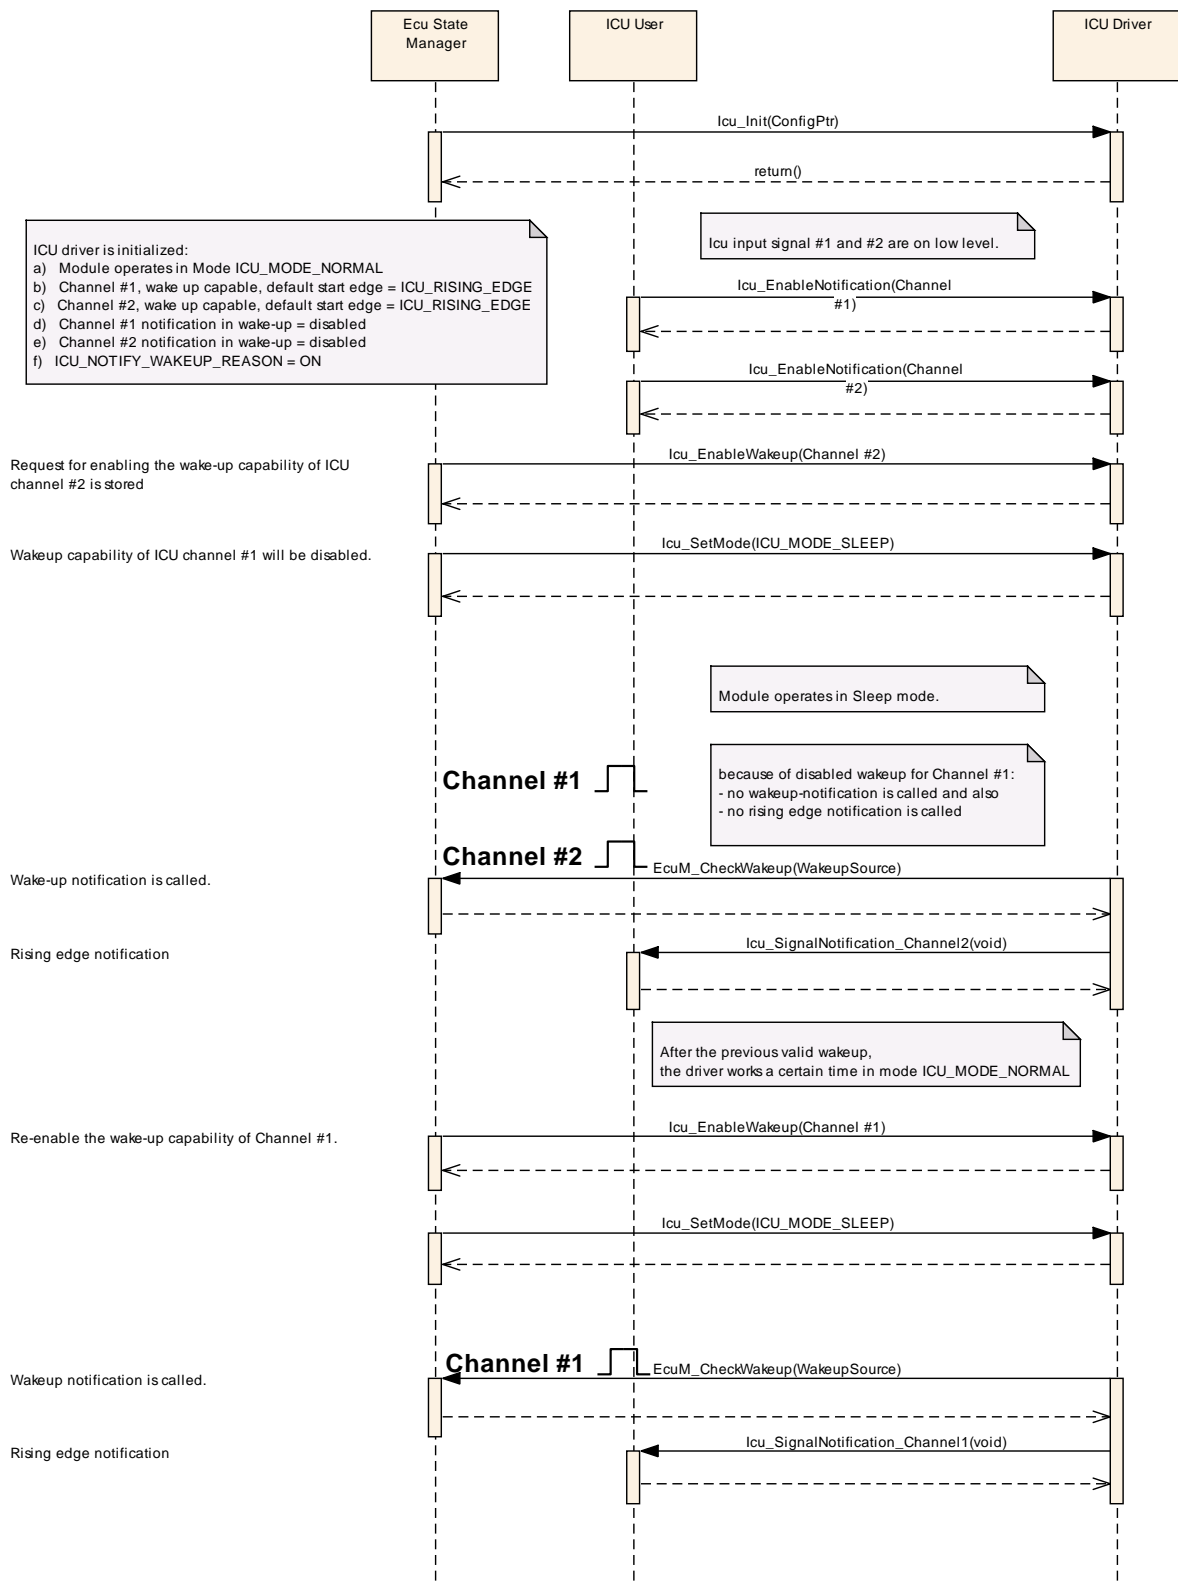 Ecu State
Manager
ICU User
ICU Driver
Icu_Init(ConfigPtr)
return()
ICU driver is initialized:
a) Module operates in Mode ICU_MODE_NORMAL
b) Channel #1, wake up capable, default start edge = ICU_RISING_EDGE
c) Channel #2, wake up capable, default start edge = ICU_RISING_EDGE
d) Channel #1 notification in wake-up = disabled
e) Channel #2 notification in wake-up = disabled
f) ICU_NOTIFY_WAKEUP_REASON = ON
Icu input signal #1 and #2 are on low level.
Icu_EnableNotification(Channel
#1)
Icu_EnableNotification(Channel
#2)
Request for enabling the wake-up capability of ICU
channel #2 is stored
Icu_EnableWakeup(Channel #2)
Wakeup capability of ICU channel #1 will be disabled.
Icu_SetMode(ICU_MODE_SLEEP)
Module operates in Sleep mode.
Channel #1
because of disabled wakeup for Channel #1:
- no wakeup-notification is called and also
- no rising edge notification is called
Channel #2
EcuM_CheckWakeup(WakeupSource)
Wake-up notification is called.
Icu_SignalNotification_Channel2(void)
Rising edge notification
After the previous valid wakeup,
the driver works a certain time in mode ICU_MODE_NORMAL
Icu_EnableWakeup(Channel #1)
Re-enable the wake-up capability of Channel #1.
Icu_SetMode(ICU_MODE_SLEEP)
Channel #1
EcuM_CheckWakeup(WakeupSource)
Wakeup notification is called.
Icu_SignalNotification_Channel1(void)
Rising edge notification